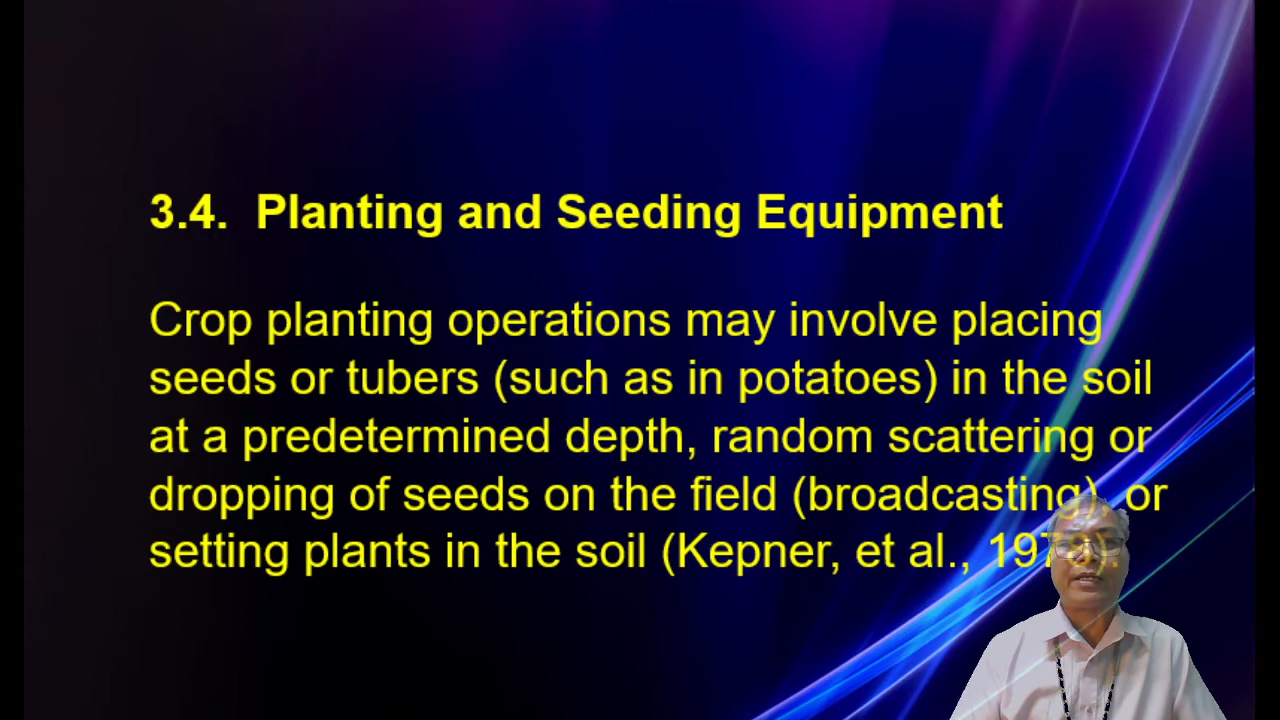 3.4. Planting and Seeding Equipment
Crop planting operations may involve placing
seeds or tubers (such as in potatoes) in the soil
at a predetermined depth, random scattering or
dropping of seeds on the field (broadcasting), or
setting plants in the soil (Kepner, et al.,